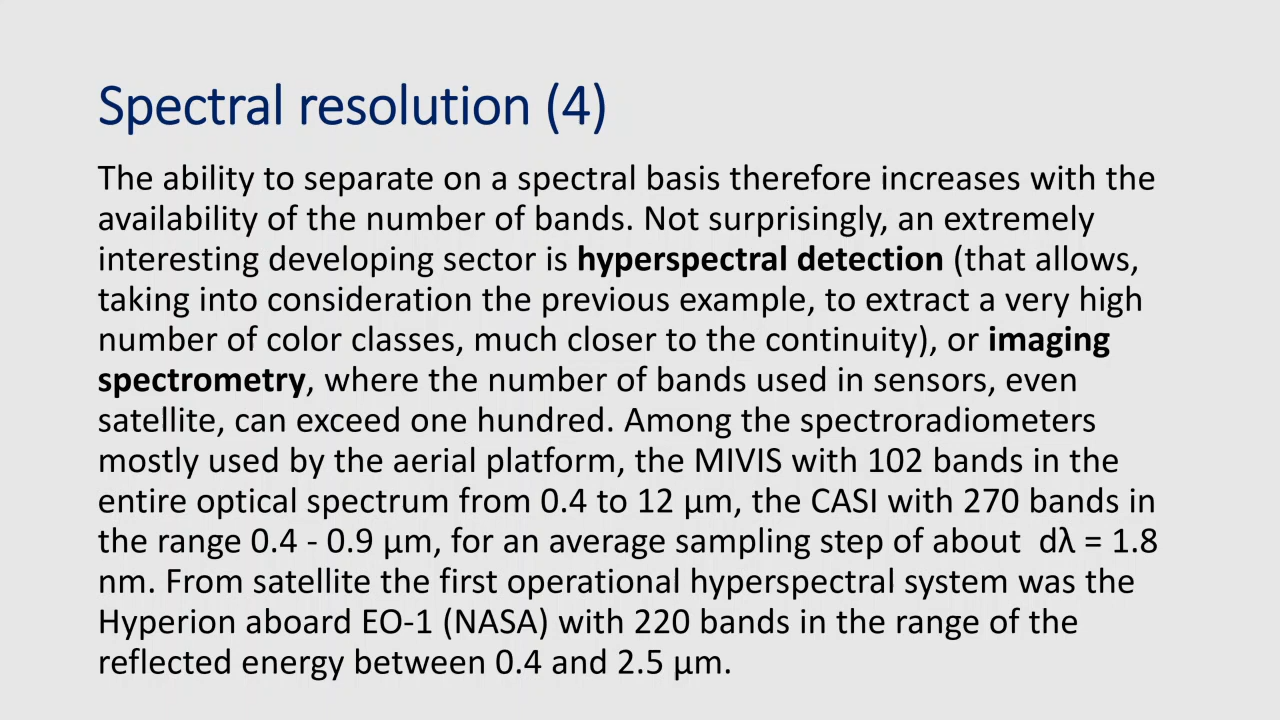 Spectral resolution (4)
The ability to separate on a spectral basis therefore increases with the
availability of the number of bands. Not surprisingly, an extremely
interesting developing sector is hyperspectral detection (that allows,
taking into consideration the previous example, to extract a very high
number of color classes, much closer to the continuity), or imaging
spectrometry, where the number of bands used in sensors, even
satellite, can exceed one hundred. Among the spectroradiometers
mostly used by the aerial platform, the MIVIS with 102 bands in the
entire optical spectrum from 0.4 to 12 µm, the CASI with 270 bands in
the range 0.4 - 0.9 µm, for an average sampling step of about  dλ = 1.8
nm. From satellite the first operational hyperspectral system was the
Hyperion aboard EO-1 (NASA) with 220 bands in the range of the
reflected energy between 0.4 and 2.5 µm.